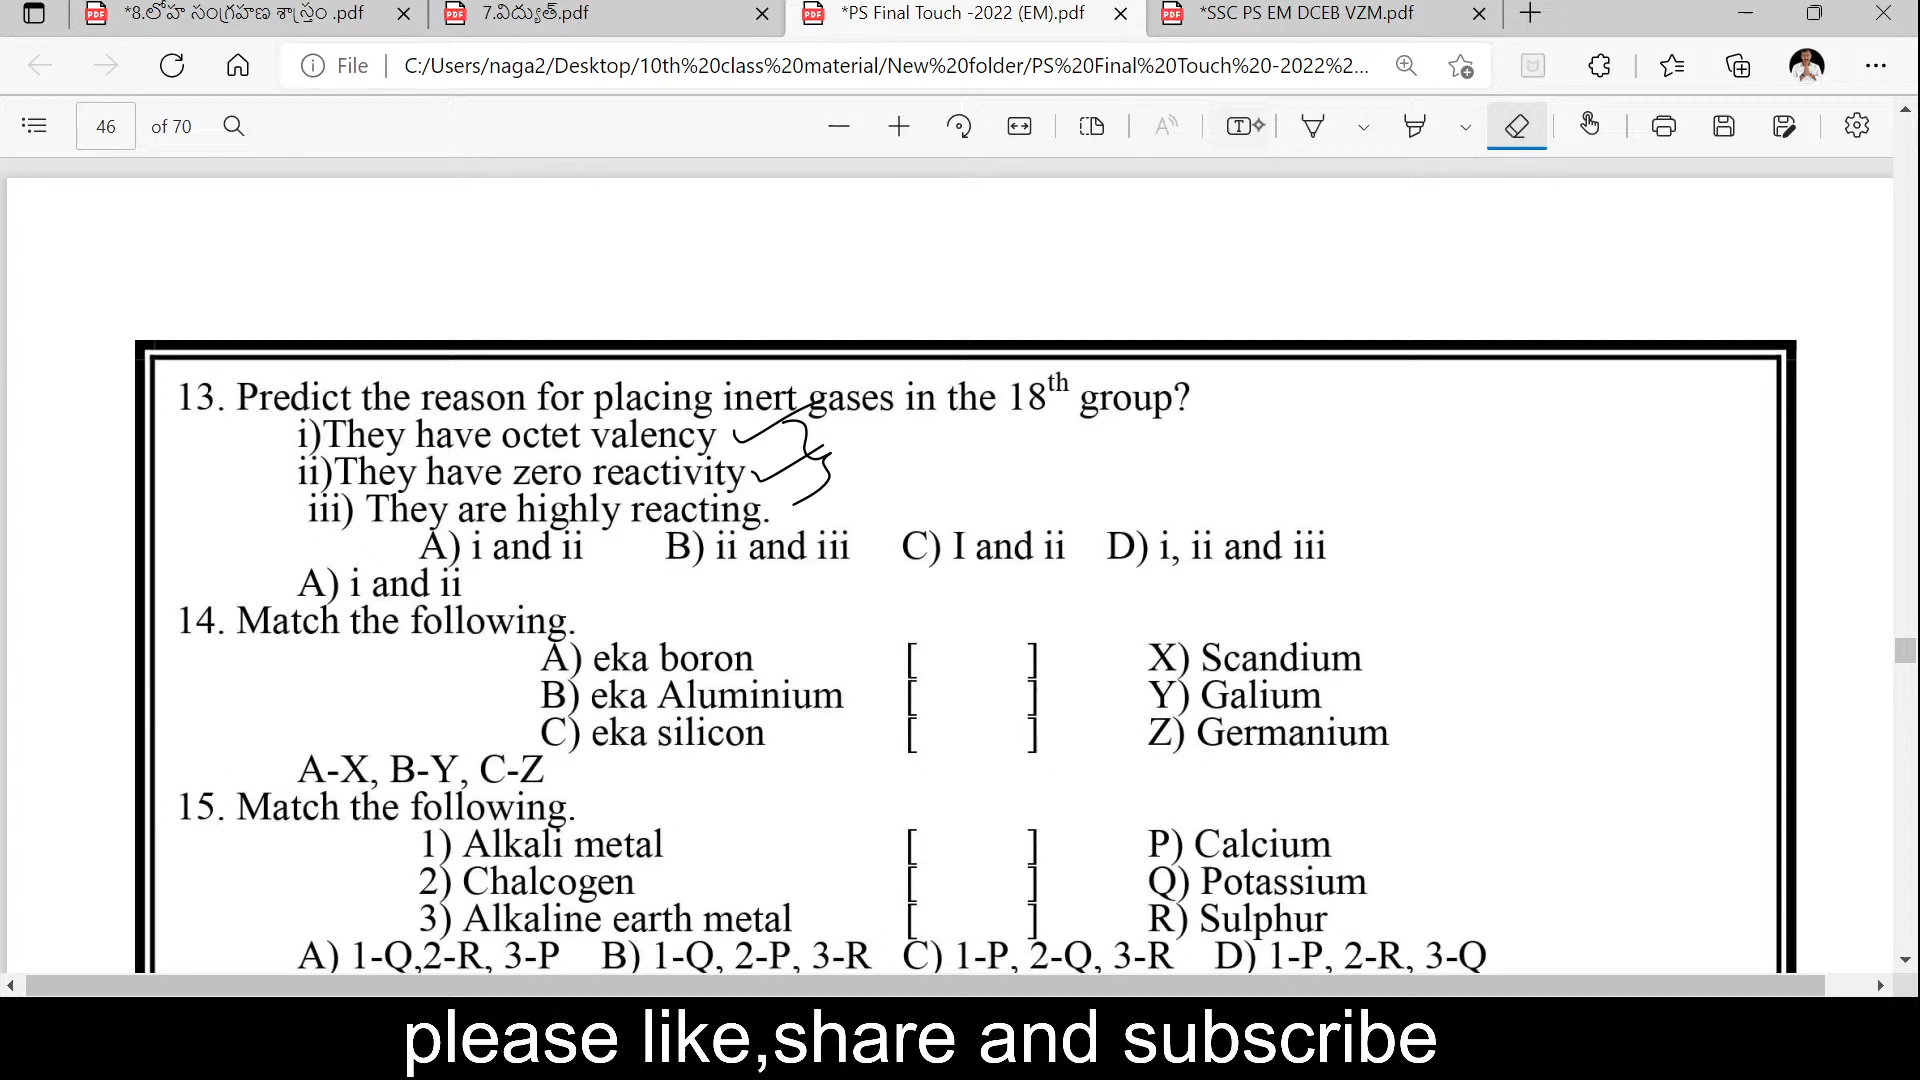 *8.లోహ సంగ్రహణ శాస్త్రం .pdf
7.విద్యుత్.pdf
*PS Final Touch -2022 (EM).pdf
*SSC PS EM DCEB VZM.pdf
File
C:/Users/naga2/Desktop/10th%20class%20material/New%20folder/PS%20Final%20Touch%20-2022%2...
46 of 70
13. Predict the reason for placing inert gases in the 18th group?
i)They have octet valency
ii)They have zero reactivity
iii) They are highly reacting.
A) i and ii B) ii and iii C) I and ii D) i, ii and iii
A) i and ii
14. Match the following.
A) eka boron [ ] X) Scandium
B) eka Aluminium [ ] Y) Galium
C) eka silicon [ ] Z) Germanium
A-X, B-Y, C-Z
15. Match the following.
1) Alkali metal [ ] P) Calcium
2) Chalcogen [ ] Q) Potassium
3) Alkaline earth metal [ ] R) Sulphur
A) 1-Q,2-R, 3-P B) 1-Q, 2-P, 3-R C) 1-P, 2-Q, 3-R D) 1-P, 2-R, 3-Q
please like,share and subscribe